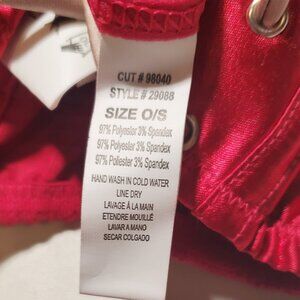 CUT # 98040
STYLE # 29088
SIZE O/S
97% Polyester 3% Spandex
97% Polyester 3% Spandex
97% Poliester 3% Spandex
HAND WASH IN COLD WATER
LINE DRY
LAVAGE À LA MAIN
ETENDRE MOUILLÉ
LAVAR A MANO
SECAR COLGADO